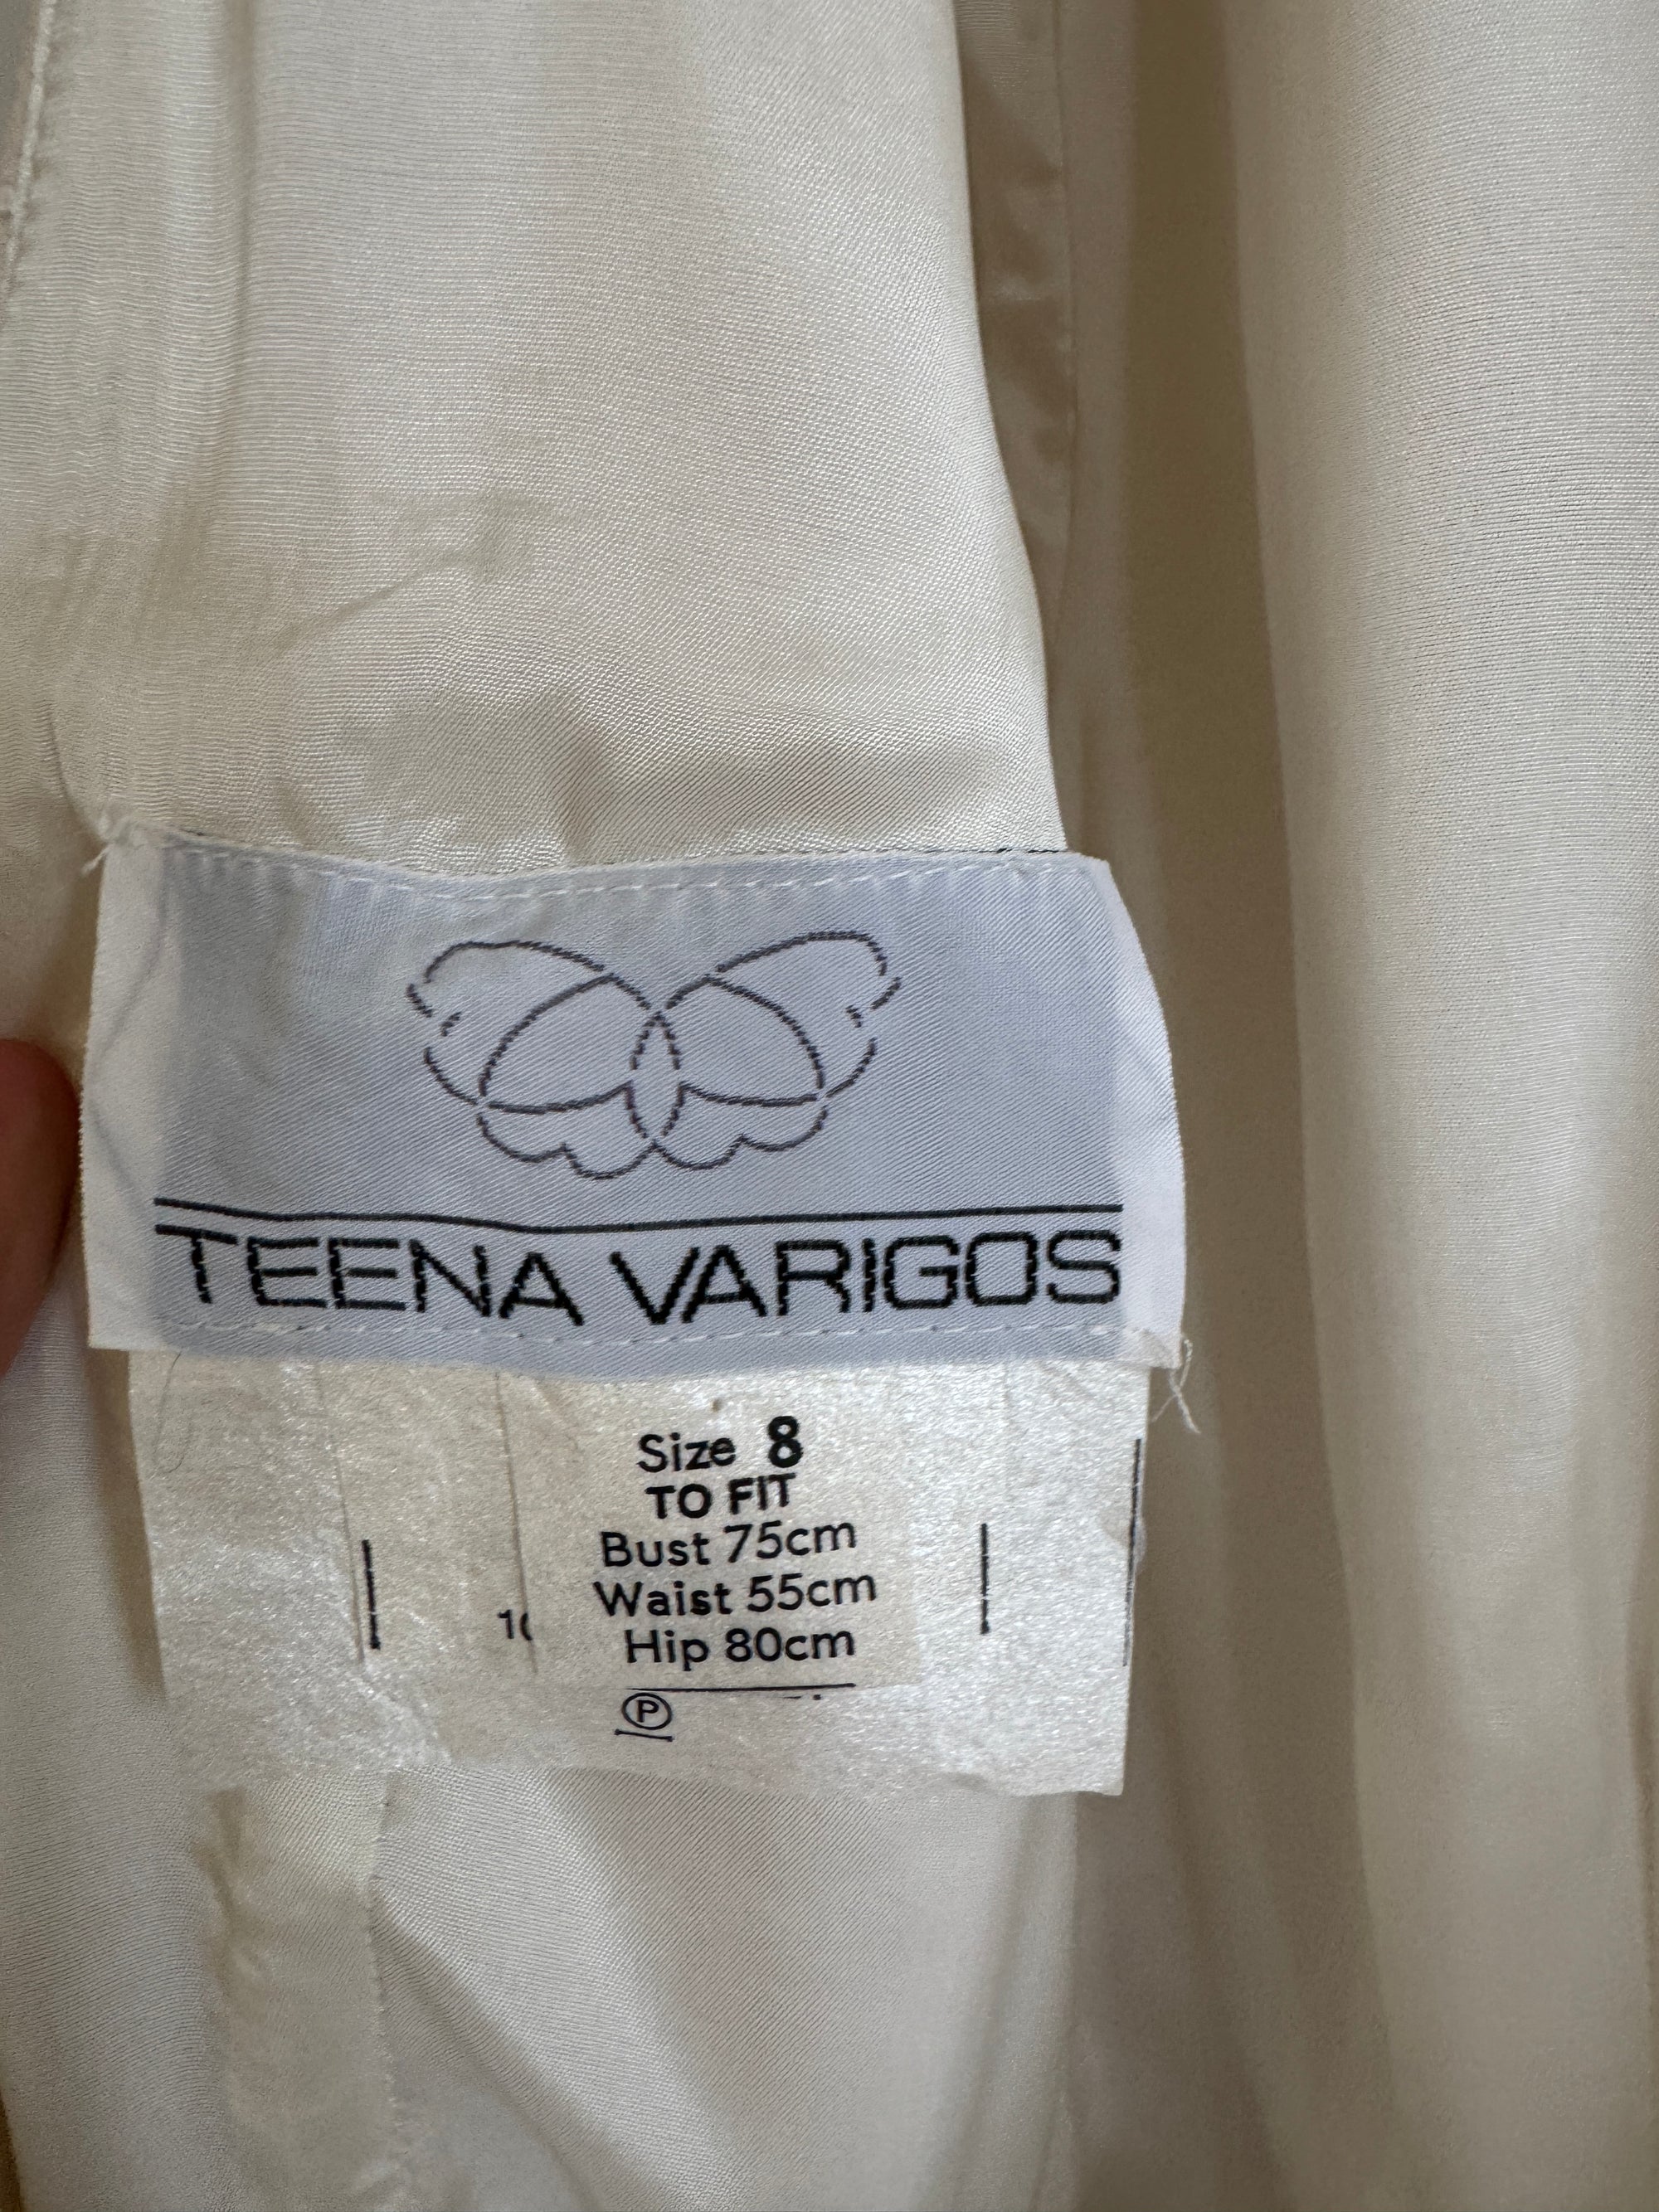 TEENA VARIGOS
Size 8
TO FIT
Bust 75cm
Waist 55cm
Hip 80cm
P